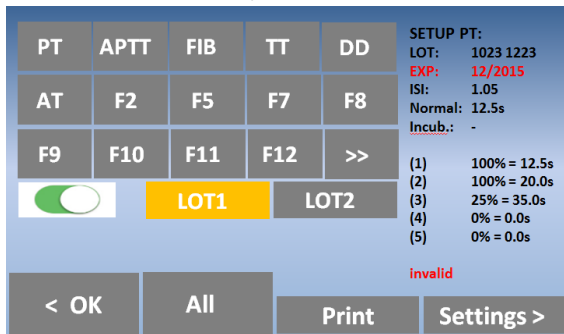 PT APTT FIB TT DD
AT F2 F5 F7 F8
F9 F10 F11 F12 >>
LOT1 LOT2
< OK All Print Settings >
SETUP PT:
LOT: 1023 1223
EXP: 12/2015
ISI: 1.05
Normal: 12.5s
Incub.: -
(1) 100% = 12.5s
(2) 100% = 20.0s
(3) 25% = 35.0s
(4) 0% = 0.0s
(5) 0% = 0.0s
invalid